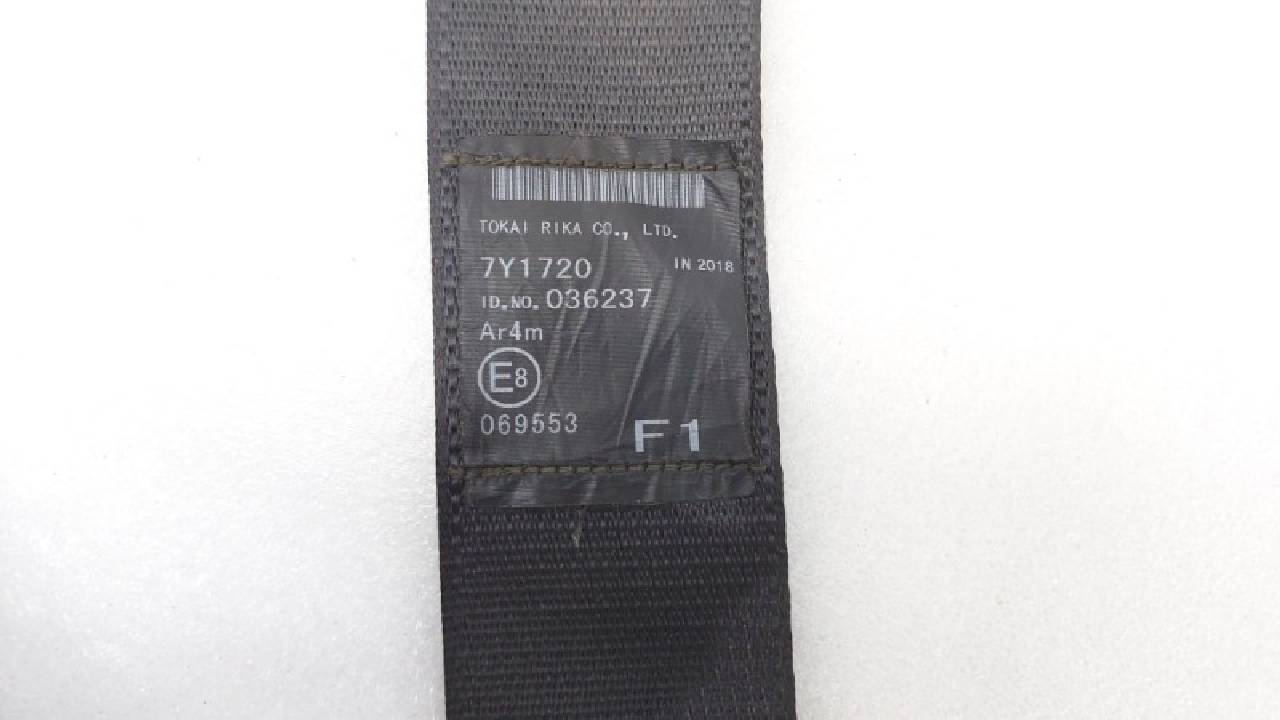 TOKAI RIKA CO., LTD.
7Y1720 IN 2018
ID.NO. 036237
Ar4m
E8
069553 F1